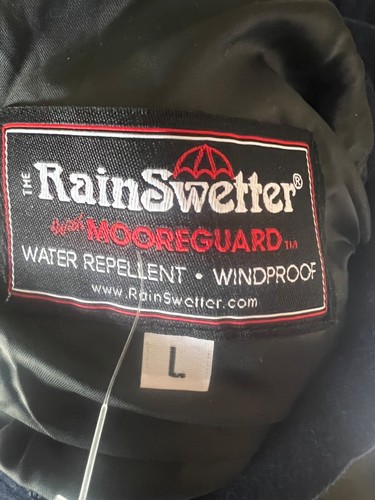 THE RainSwetter®
with MOOREGUARD™
WATER REPELLENT • WINDPROOF
www.RainSwetter.com
L